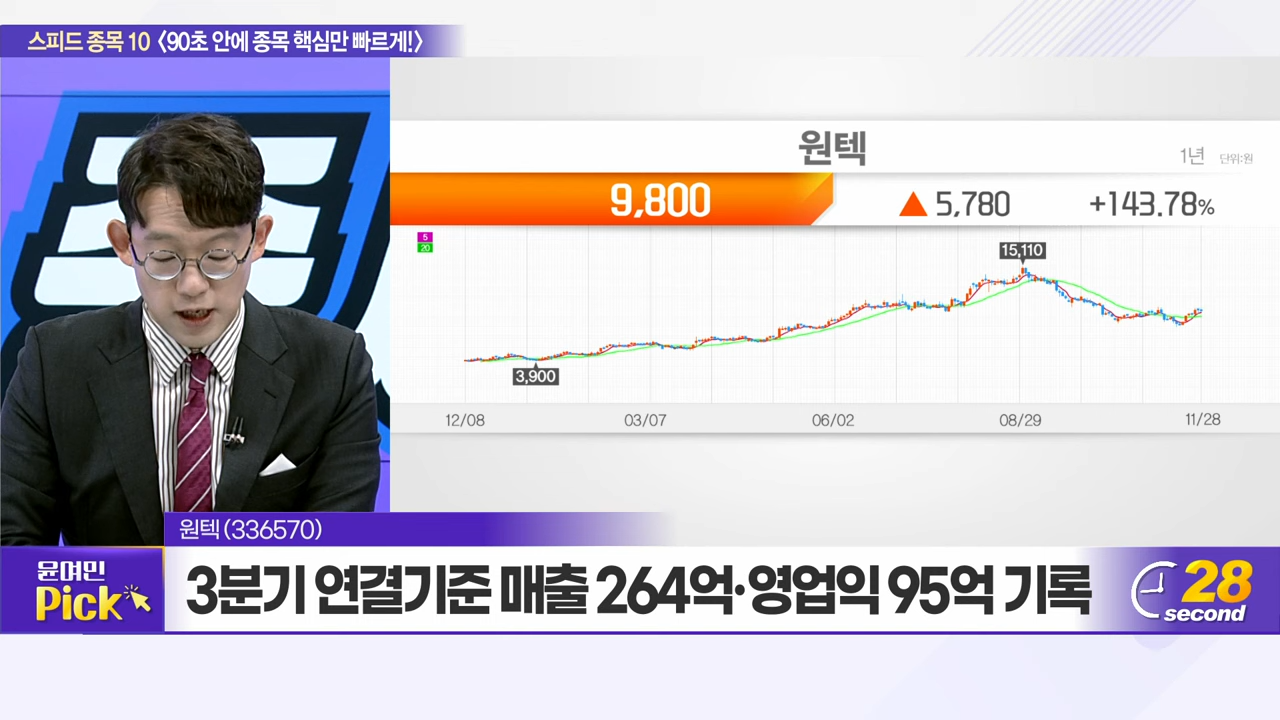 스피드 종목 10 〈90초 안에 종목 핵심만 빠르게!〉
원텍
1년 단위:원
9,800 ▲ 5,780 +143.78%
5
20
15,110
3,900
12/08 03/07 06/02 08/29 11/28
원텍(336570)
윤여민
Pick
3분기 연결기준 매출 264억·영업익 95억 기록
28
second